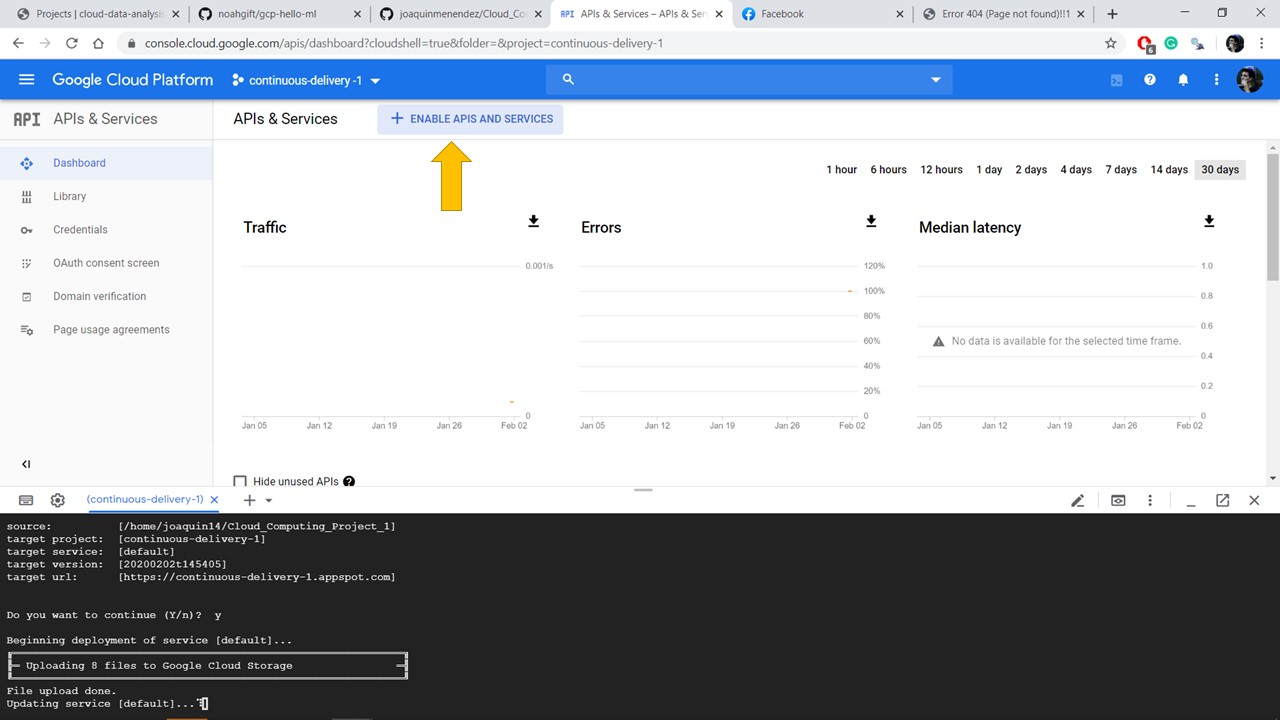 Projects | cloud-data-analysis
noahgift/gcp-hello-ml
joaquinmenendez/Cloud_Co
API APIs & Services – APIs & Ser
Facebook
Error 404 (Page not found)!!1
console.cloud.google.com/apis/dashboard?cloudshell=true&folder=&project=continuous-delivery-1
6
Google Cloud Platform
continuous-delivery -1
API APIs & Services
APIs & Services
ENABLE APIS AND SERVICES
Dashboard
Library
Credentials
OAuth consent screen
Domain verification
Page usage agreements
1 hour 6 hours 12 hours 1 day 2 days 4 days 7 days 14 days 30 days
Traffic
0.001/s
0
Jan 05 Jan 12 Jan 19 Jan 26 Feb 02
Errors
120%
100%
80%
60%
40%
20%
0
Jan 05 Jan 12 Jan 19 Jan 26 Feb 02
Median latency
1.0
0.8
0.6
No data is available for the selected time frame.
0.4
0.2
0
Jan 05 Jan 12 Jan 19 Jan 26 Feb 02
Hide unused APIs
(continuous-delivery-1)
source: [/home/joaquin14/Cloud_Computing_Project_1]
target project: [continuous-delivery-1]
target service: [default]
target version: [20200202t145405]
target url: [https://continuous-delivery-1.appspot.com]
Do you want to continue (Y/n)? y
Beginning deployment of service [default]...
Uploading 8 files to Google Cloud Storage
File upload done.
Updating service [default]...